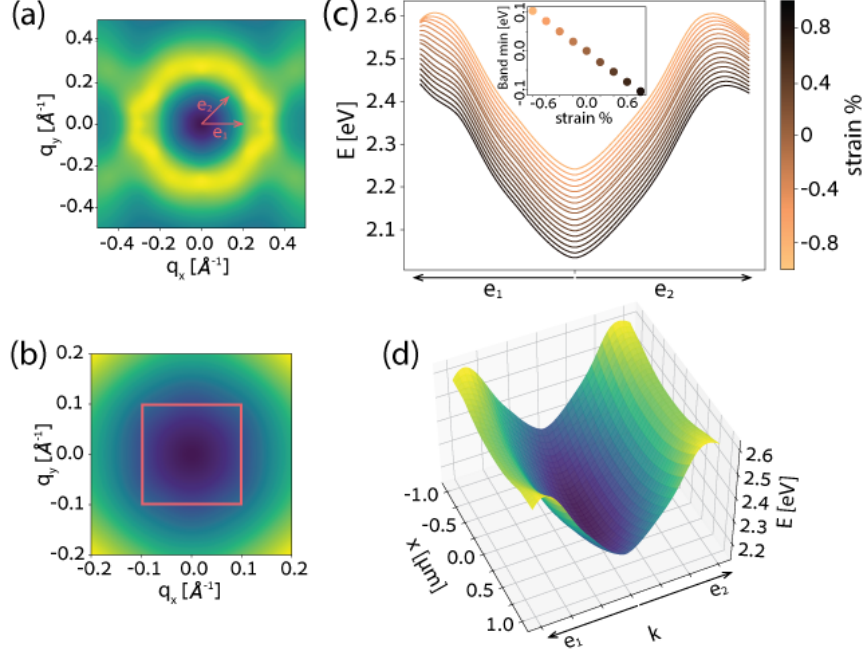 (a)
0.4
0.2
0.0
-0.2
-0.4
qy [Å⁻¹]
e₂
e₁
-0.4 -0.2 0.0 0.2 0.4
qx [Å⁻¹]
(c)
2.6
2.5
2.4
2.3
2.2
2.1
E [eV]
0.1
0.0
0.1
Band min [eV]
-0.6 0.0 0.6
strain %
e₁ e₂
0.8
0.4
0
-0.4
-0.8
strain %
(b)
0.2
0.1
0.0
-0.1
-0.2
qy [Å⁻¹]
-0.2 -0.1 0.0 0.1 0.2
qx [Å⁻¹]
(d)
-1.0
-0.5
0.0
0.5
1.0
x [μm]
e₁ k e₂
2.6
2.5
2.4
2.3
2.2
E [eV]